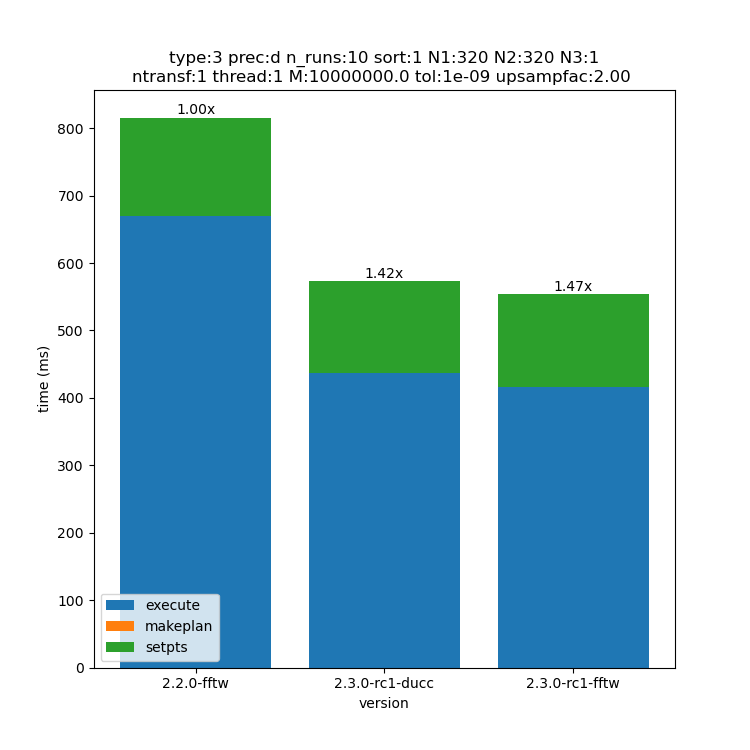 type:3 prec:d n_runs:10 sort:1 N1:320 N2:320 N3:1
ntransf:1 thread:1 M:10000000.0 tol:1e-09 upsampfac:2.00
1.00x
1.42x
1.47x
800
700
600
500
400
300
200
100
0
time (ms)
execute
makeplan
setpts
2.2.0-fftw
2.3.0-rc1-ducc
2.3.0-rc1-fftw
version